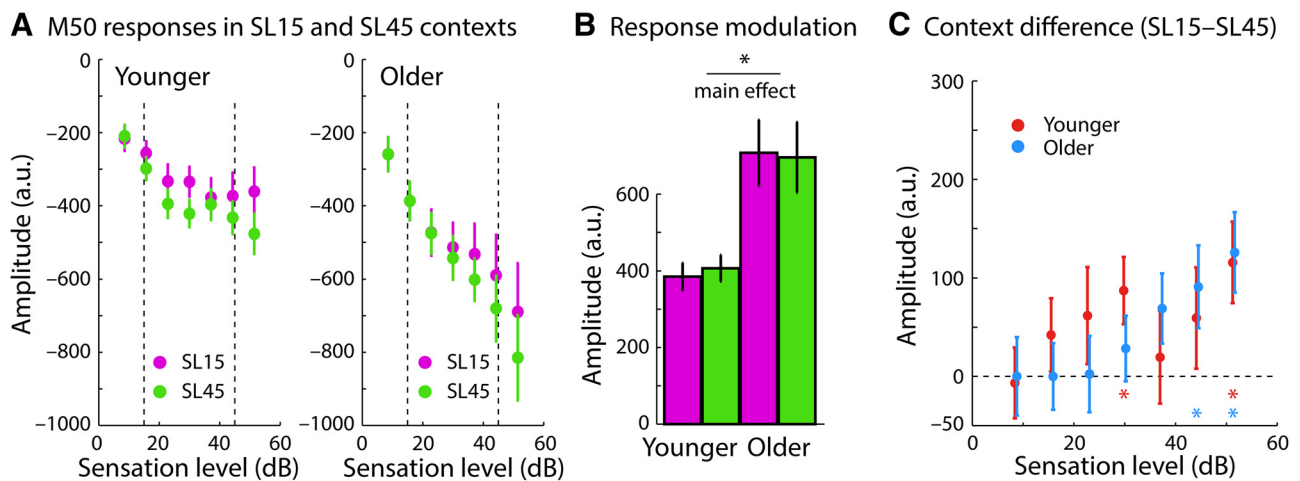 A M50 responses in SL15 and SL45 contexts
Younger
Older
0
−200
−400
−600
−800
−1000
Amplitude (a.u.)
SL15
SL45
0
20
40
60
Sensation level (dB)
0
−200
−400
−600
−800
−1000
SL15
SL45
0
20
40
60
Sensation level (dB)
B Response modulation
*
main effect
600
400
200
0
Amplitude (a.u.)
Younger Older
C Context difference (SL15–SL45)
300
200
100
0
−50
Amplitude (a.u.)
Younger
Older
* *
* *
0
20
40
60
Sensation level (dB)